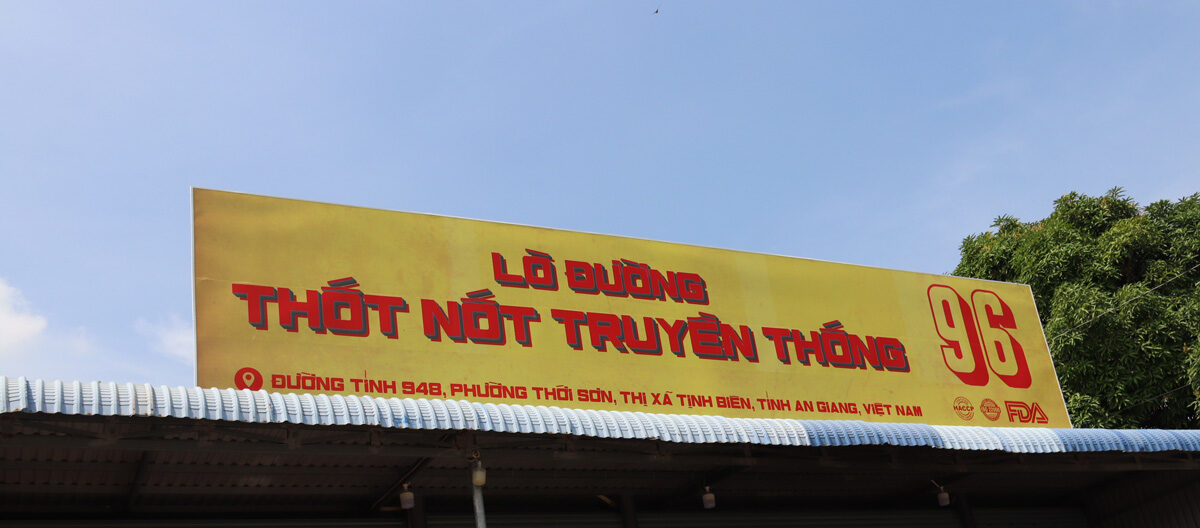 LÒ ĐƯỜNG
THỐT NỐT TRUYỀN THỐNG
96
ĐƯỜNG TỈNH 948, PHƯỜNG THỚI SƠN, THỊ XÃ TỊNH BIÊN, TỈNH AN GIANG, VIỆT NAM
HACCP
FDA